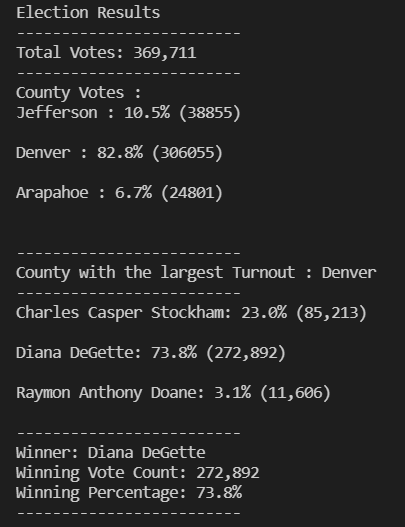 Election Results
-------------------------
Total Votes: 369,711
-------------------------
County Votes :
Jefferson : 10.5% (38855)
Denver : 82.8% (306055)
Arapahoe : 6.7% (24801)
-------------------------
County with the largest Turnout : Denver
-------------------------
Charles Casper Stockham: 23.0% (85,213)
Diana DeGette: 73.8% (272,892)
Raymon Anthony Doane: 3.1% (11,606)
-------------------------
Winner: Diana DeGette
Winning Vote Count: 272,892
Winning Percentage: 73.8%
-------------------------